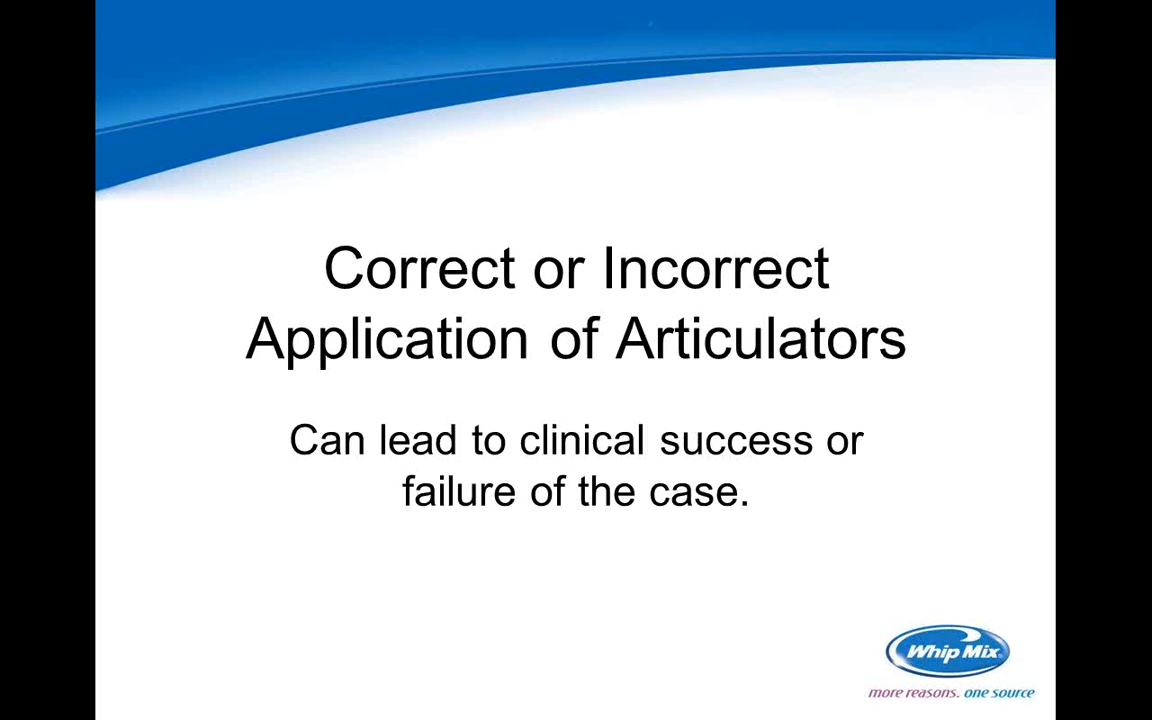 Correct or Incorrect
Application of Articulators
Can lead to clinical success or
failure of the case.
Whip Mix®
more reasons. one source